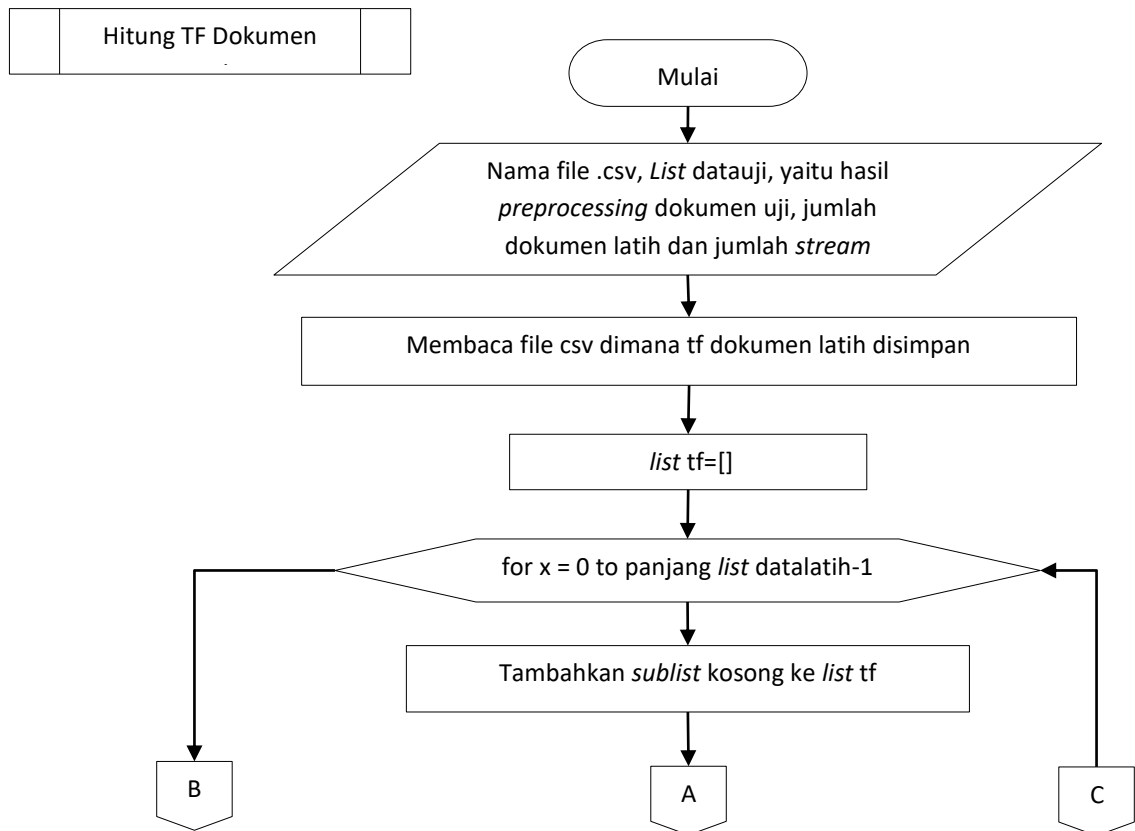 Hitung TF Dokumen
Mulai
Nama file .csv, List datauji, yaitu hasil
preprocessing dokumen uji, jumlah
dokumen latih dan jumlah stream
Membaca file csv dimana tf dokumen latih disimpan
list tf=[]
for x = 0 to panjang list datalatih-1
Tambahkan sublist kosong ke list tf
B
A
C